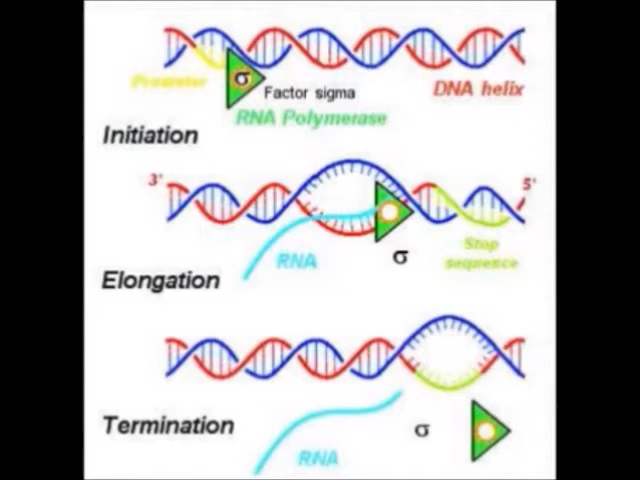 Promoter
σ
Factor sigma
DNA helix
RNA Polymerase
Initiation
3'
5'
RNA
σ
Stop
sequence
Elongation
Termination
σ
RNA